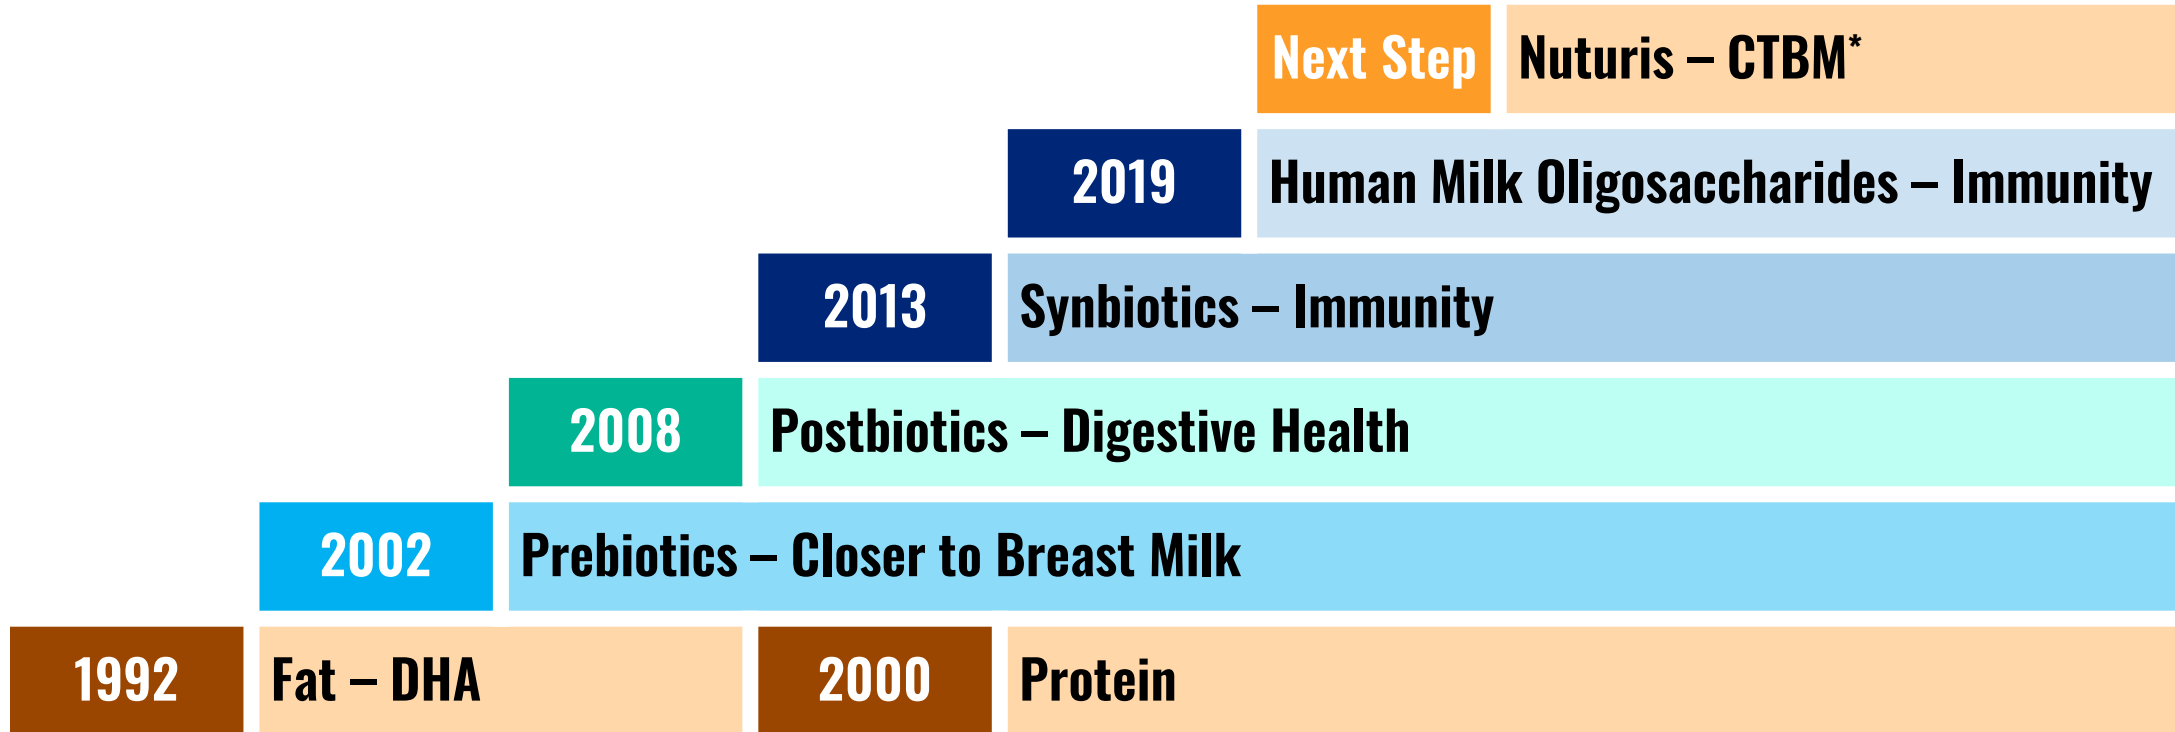 Next Step Nuturis – CTBM*
2019 Human Milk Oligosaccharides – Immunity
2013 Synbiotics – Immunity
2008 Postbiotics – Digestive Health
2002 Prebiotics – Closer to Breast Milk
1992 Fat – DHA 2000 Protein